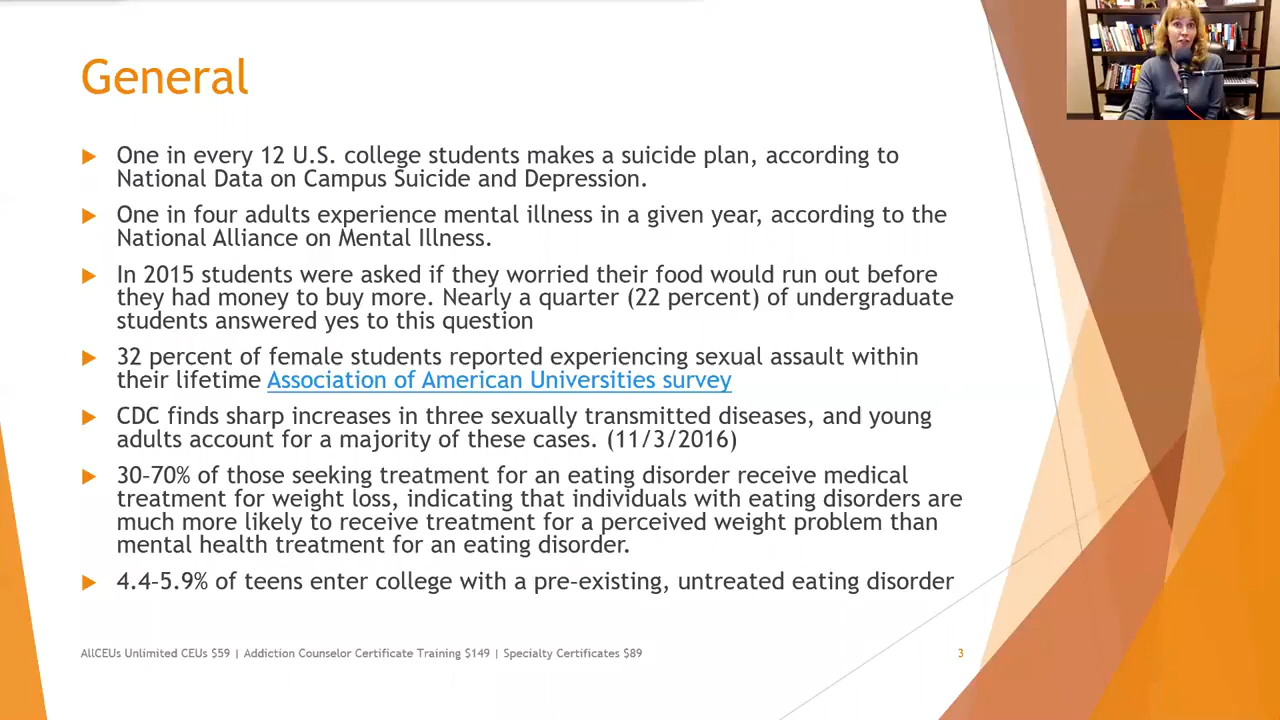 General
One in every 12 U.S. college students makes a suicide plan, according to
National Data on Campus Suicide and Depression.
One in four adults experience mental illness in a given year, according to the
National Alliance on Mental Illness.
In 2015 students were asked if they worried their food would run out before
they had money to buy more. Nearly a quarter (22 percent) of undergraduate
students answered yes to this question
32 percent of female students reported experiencing sexual assault within
their lifetime Association of American Universities survey
CDC finds sharp increases in three sexually transmitted diseases, and young
adults account for a majority of these cases. (11/3/2016)
30–70% of those seeking treatment for an eating disorder receive medical
treatment for weight loss, indicating that individuals with eating disorders are
much more likely to receive treatment for a perceived weight problem than
mental health treatment for an eating disorder.
4.4–5.9% of teens enter college with a pre-existing, untreated eating disorder
AllCEUs Unlimited CEUs $59 | Addiction Counselor Certificate Training $149 | Specialty Certificates $89
3